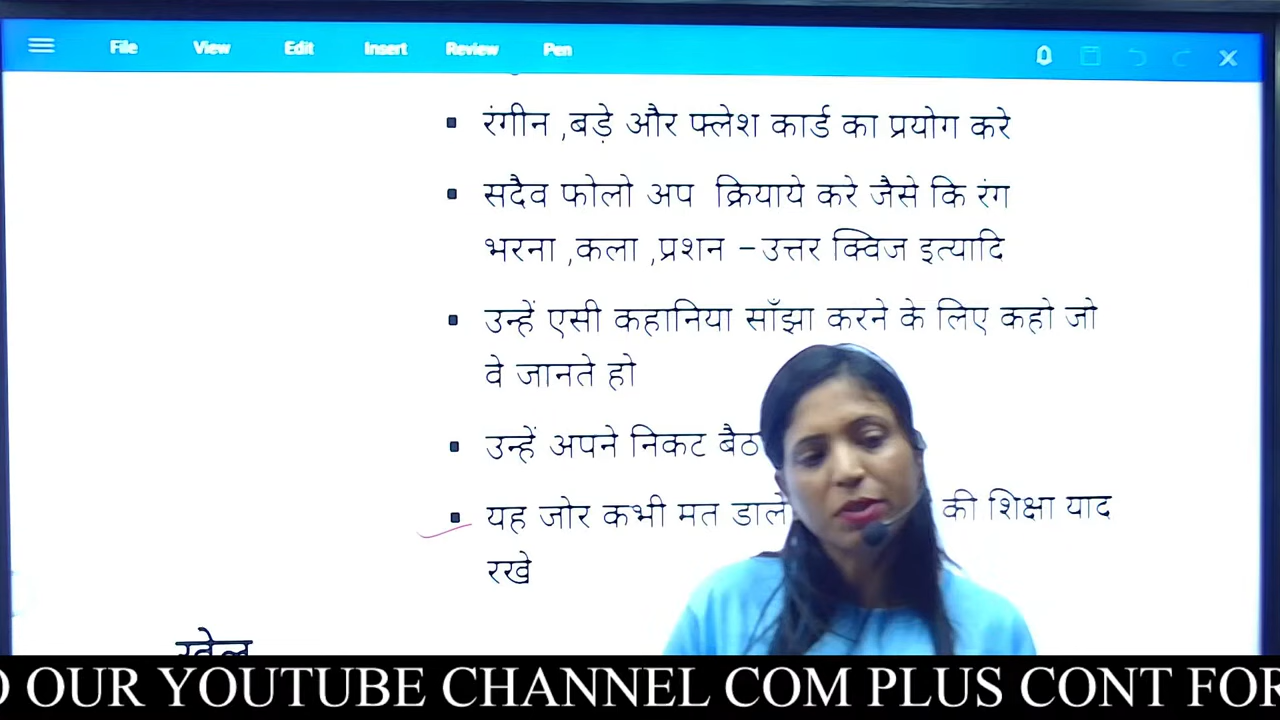 File View Edit Insert Review Pen
रंगीन ,बड़े और फ्लेश कार्ड का प्रयोग करे
सदैव फोलो अप क्रियाये करे जैसे कि रंग
भरना ,कला ,प्रशन –उत्तर क्विज इत्यादि
उन्हें एसी कहानिया साँझा करने के लिए कहो जो
वे जानते हो
उन्हें अपने निकट
यह जोर कभी मत की शिक्षा याद
रखे
खेल
OUR YOUTUBE CHANNEL COM PLUS CONT FOR